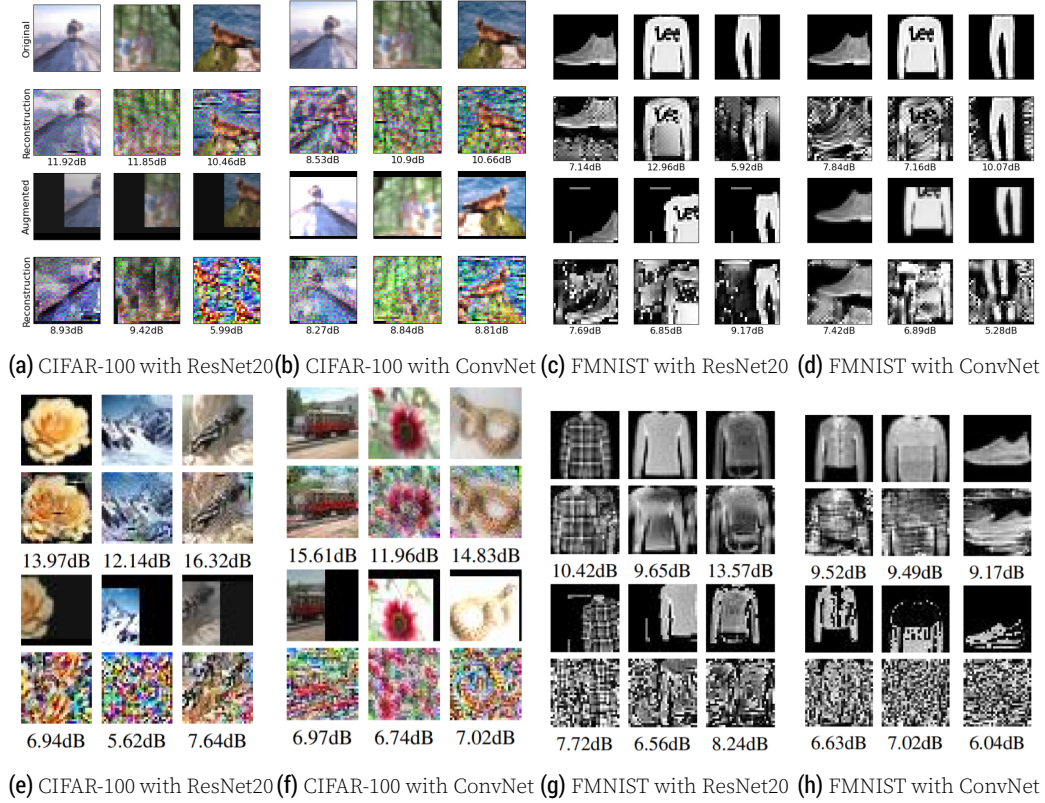 Original
Lee
Lee
Reconstruction
Lee
Lee
11.92dB 11.85dB 10.46dB 8.53dB 10.9dB 10.66dB 7.14dB 12.96dB 5.92dB 7.84dB 7.16dB 10.07dB
Augmented
Lee
Lee
Reconstruction
8.93dB 9.42dB 5.99dB 8.27dB 8.84dB 8.81dB 7.69dB 6.85dB 9.17dB 7.42dB 6.89dB 5.28dB
(a) CIFAR-100 with ResNet20 (b) CIFAR-100 with ConvNet (c) FMNIST with ResNet20 (d) FMNIST with ConvNet
13.97dB 12.14dB 16.32dB 15.61dB 11.96dB 14.83dB 10.42dB 9.65dB 13.57dB 9.52dB 9.49dB 9.17dB
6.94dB 5.62dB 7.64dB 6.97dB 6.74dB 7.02dB 7.72dB 6.56dB 8.24dB 6.63dB 7.02dB 6.04dB
(e) CIFAR-100 with ResNet20 (f) CIFAR-100 with ConvNet (g) FMNIST with ResNet20 (h) FMNIST with ConvNet